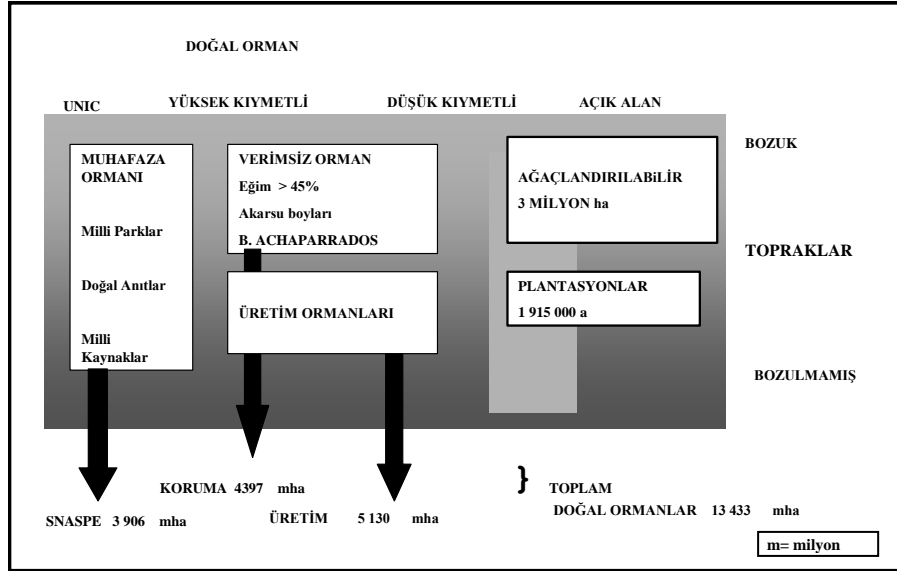 DOĞAL ORMAN
UNIC
YÜKSEK KIYMETLİ
DÜŞÜK KIYMETLİ
AÇIK ALAN
BOZUK
MUHAFAZA
ORMANI
Milli Parklar
Doğal Anıtlar
Milli
Kaynaklar
VERİMSİZ ORMAN
Eğim > 45%
Akarsu boyları
B. ACHAPARRADOS
ÜRETİM ORMANLARI
AĞAÇLANDIRILABiLİR
3 MİLYON ha
PLANTASYONLAR
1 915 000 a
TOPRAKLAR
BOZULMAMIŞ
KORUMA 4397 mha
SNASPE 3 906 mha
ÜRETİM 5 130 mha
} TOPLAM
DOĞAL ORMANLAR 13 433 mha
m= milyon